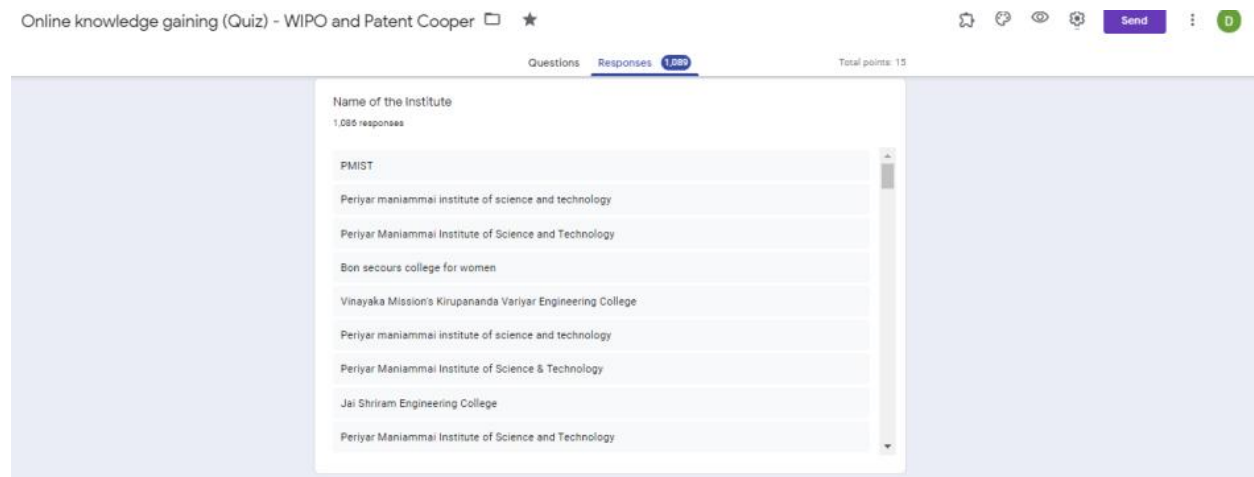 Online knowledge gaining (Quiz) - WIPO and Patent Cooper
Send
D
Questions Responses 1,089 Total points: 15
Name of the Institute
1,086 responses
PMIST
Periyar maniammai institute of science and technology
Periyar Maniammai Institute of Science and Technology
Bon secours college for women
Vinayaka Mission's Kirupananda Variyar Engineering College
Periyar maniammai institute of science and technology
Periyar Maniammai Institute of Science & Technology
Jai Shriram Engineering College
Periyar Maniammai Institute of Science and Technology